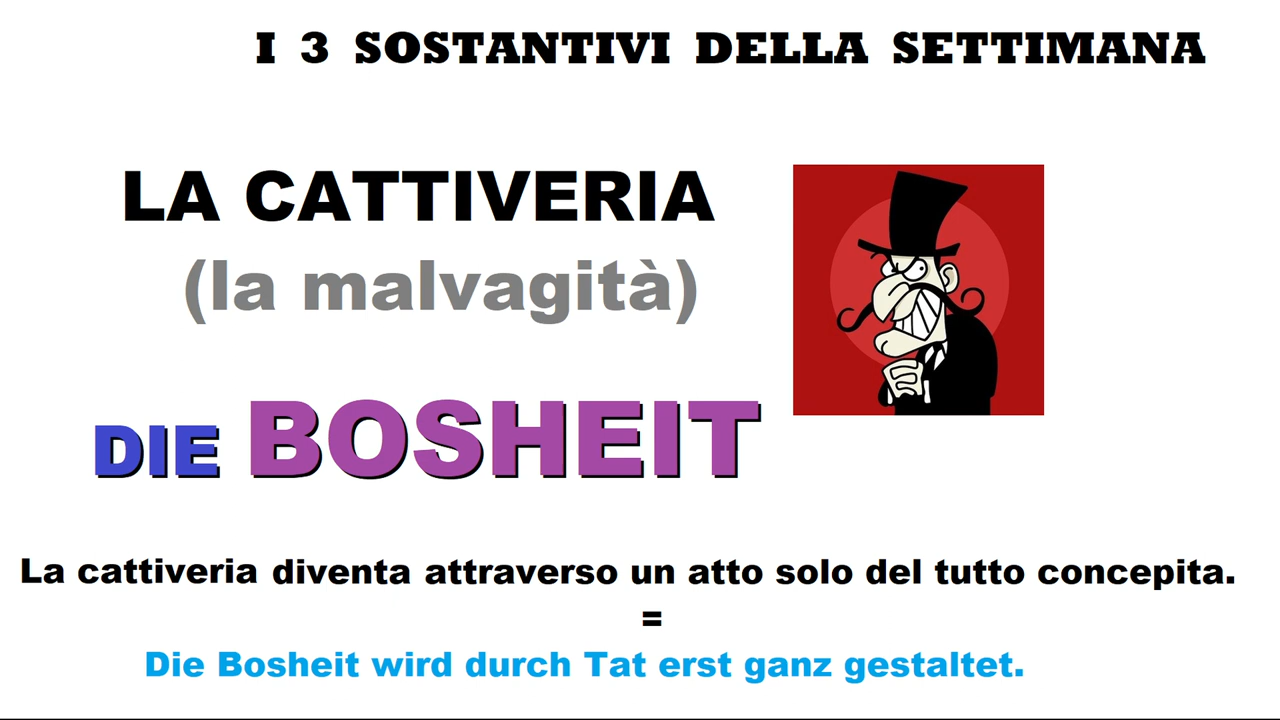 I 3 SOSTANTIVI DELLA SETTIMANA
LA CATTIVERIA
(la malvagità)
DIE BOSHEIT
La cattiveria diventa attraverso un atto solo del tutto concepita.
=
Die Bosheit wird durch Tat erst ganz gestaltet.